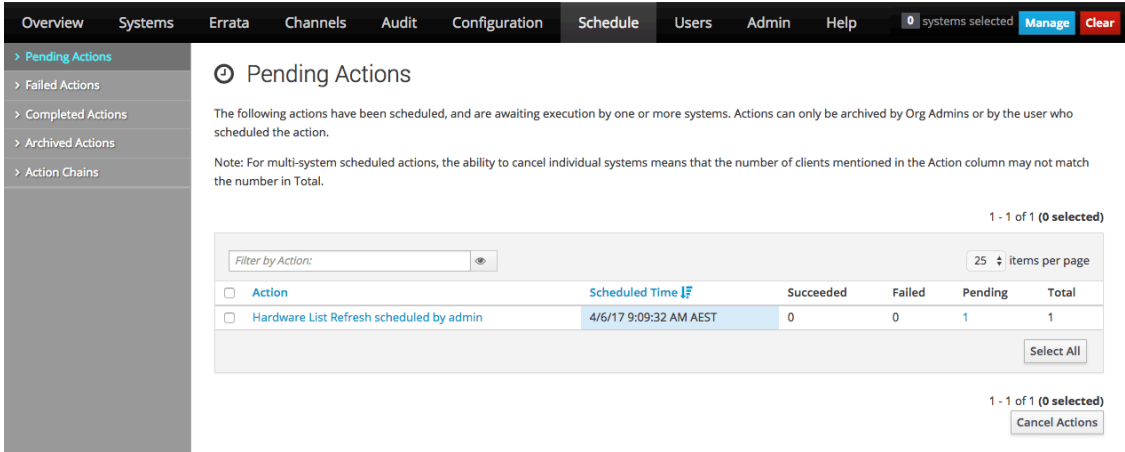 Overview Systems Errata Channels Audit Configuration Schedule Users Admin Help 0 systems selected Manage Clear
> Pending Actions
> Failed Actions
> Completed Actions
> Archived Actions
> Action Chains
Pending Actions
The following actions have been scheduled, and are awaiting execution by one or more systems. Actions can only be archived by Org Admins or by the user who
scheduled the action.
Note: For multi-system scheduled actions, the ability to cancel individual systems means that the number of clients mentioned in the Action column may not match
the number in Total.
1 - 1 of 1 (0 selected)
Filter by Action: 25 items per page
Action Scheduled Time Succeeded Failed Pending Total
Hardware List Refresh scheduled by admin 4/6/17 9:09:32 AM AEST 0 0 1 1
Select All
1 - 1 of 1 (0 selected)
Cancel Actions